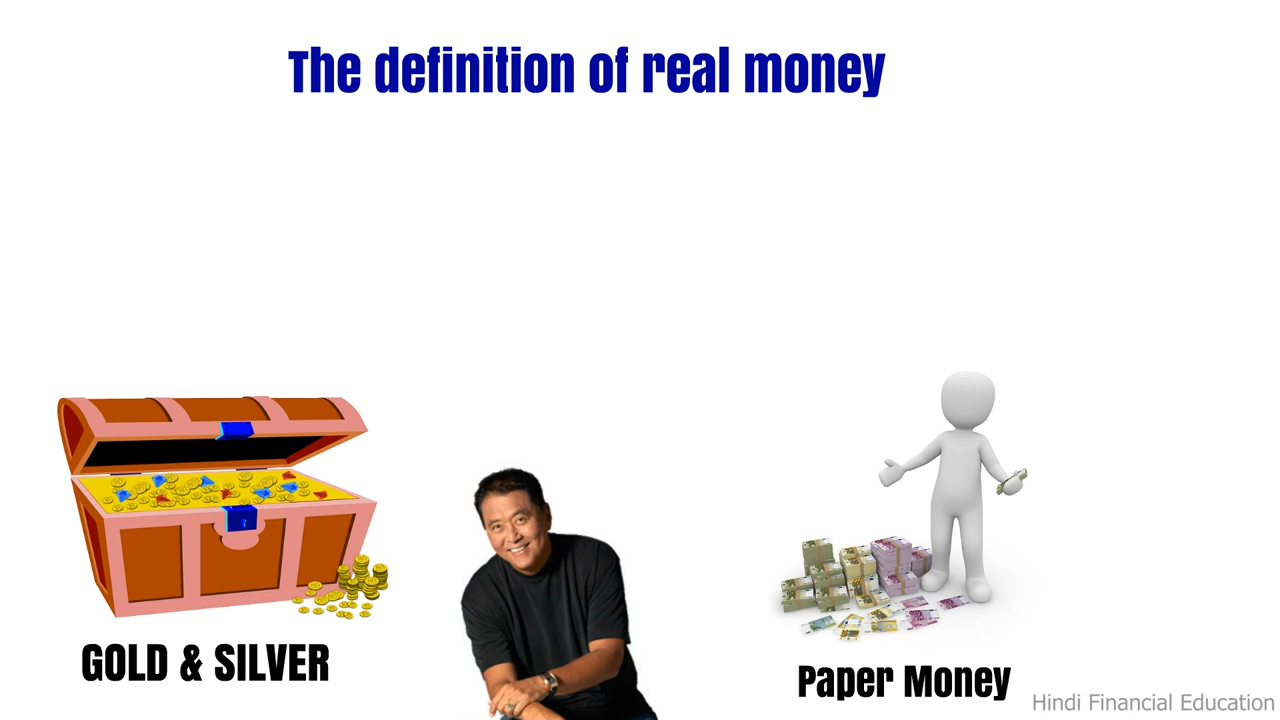 The definition of real money
GOLD & SILVER
Paper Money
Hindi Financial Education